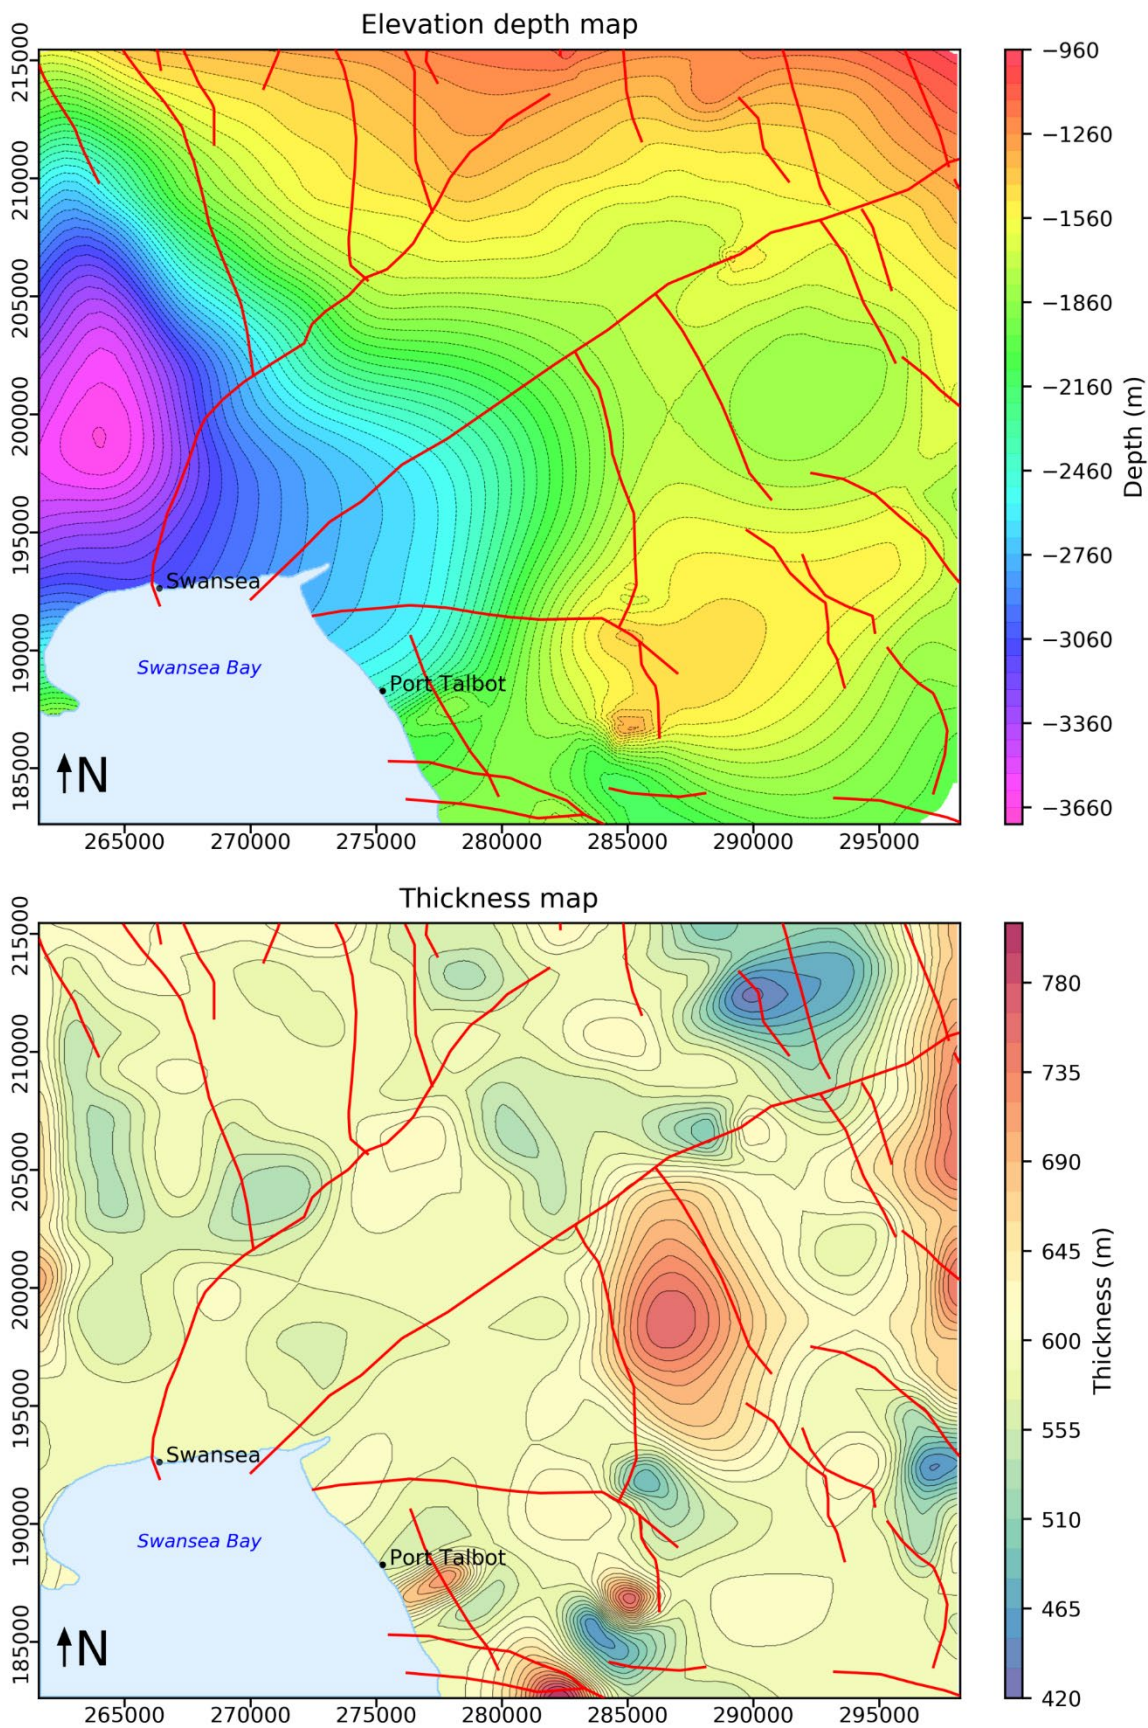 Elevation depth map
215000
210000
205000
200000
195000
190000
185000
Swansea
Swansea Bay
Port Talbot
N
265000 270000 275000 280000 285000 290000 295000
−960
−1260
−1560
−1860
−2160
−2460
−2760
−3060
−3360
−3660
Depth (m)
Thickness map
215000
210000
205000
200000
195000
190000
185000
Swansea
Swansea Bay
Port Talbot
N
265000 270000 275000 280000 285000 290000 295000
780
735
690
645
600
555
510
465
420
Thickness (m)